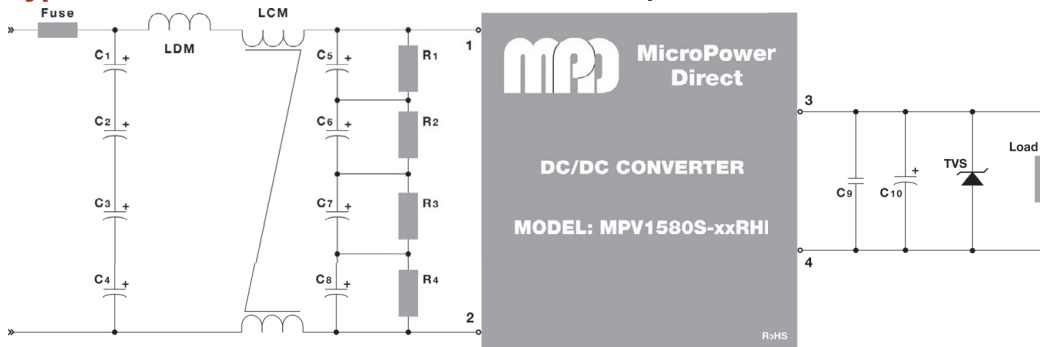 Fuse
LDM
LCM
C1 +
C2 +
C3 +
C4 +
C5 +
C6 +
C7 +
C8 +
R1
R2
R3
R4
1
2
MPD
MicroPower
Direct
DC/DC CONVERTER
MODEL: MPV1580S-xxRHI
RoHS
3
4
C9
C10 +
TVS
Load